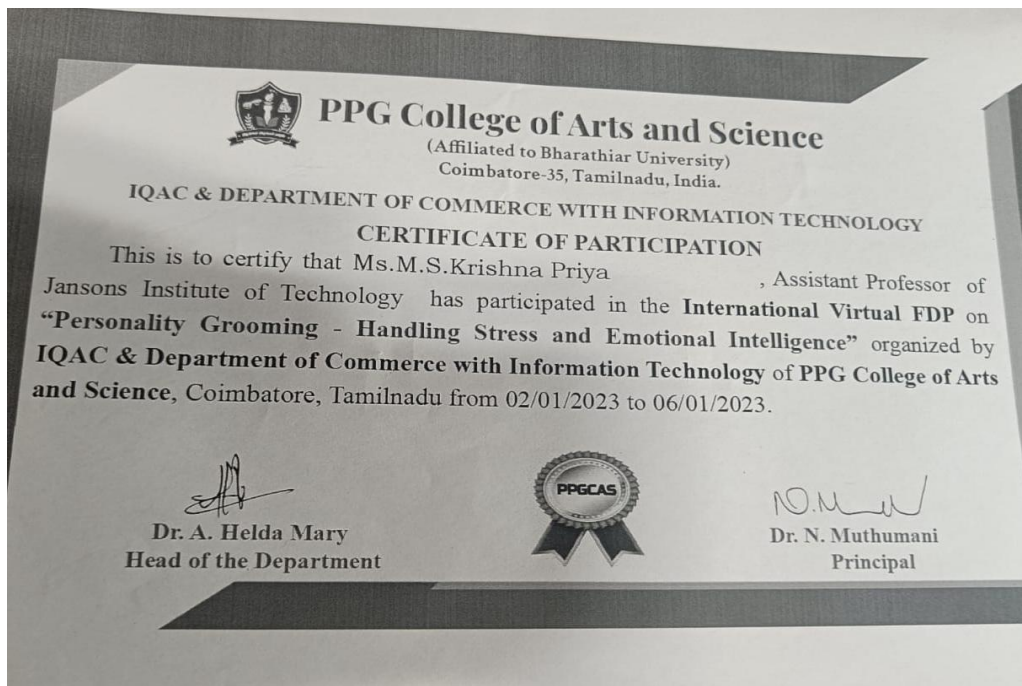 PPG College of Arts and Science
(Affiliated to Bharathiar University)
Coimbatore-35, Tamilnadu, India.
IQAC & DEPARTMENT OF COMMERCE WITH INFORMATION TECHNOLOGY
CERTIFICATE OF PARTICIPATION
This is to certify that Ms.M.S.Krishna Priya , Assistant Professor of
Jansons Institute of Technology has participated in the International Virtual FDP on
“Personality Grooming - Handling Stress and Emotional Intelligence” organized by
IQAC & Department of Commerce with Information Technology of PPG College of Arts
and Science, Coimbatore, Tamilnadu from 02/01/2023 to 06/01/2023.
PPGCAS
Dr. A. Helda Mary
Head of the Department
N.M
Dr. N. Muthumani
Principal